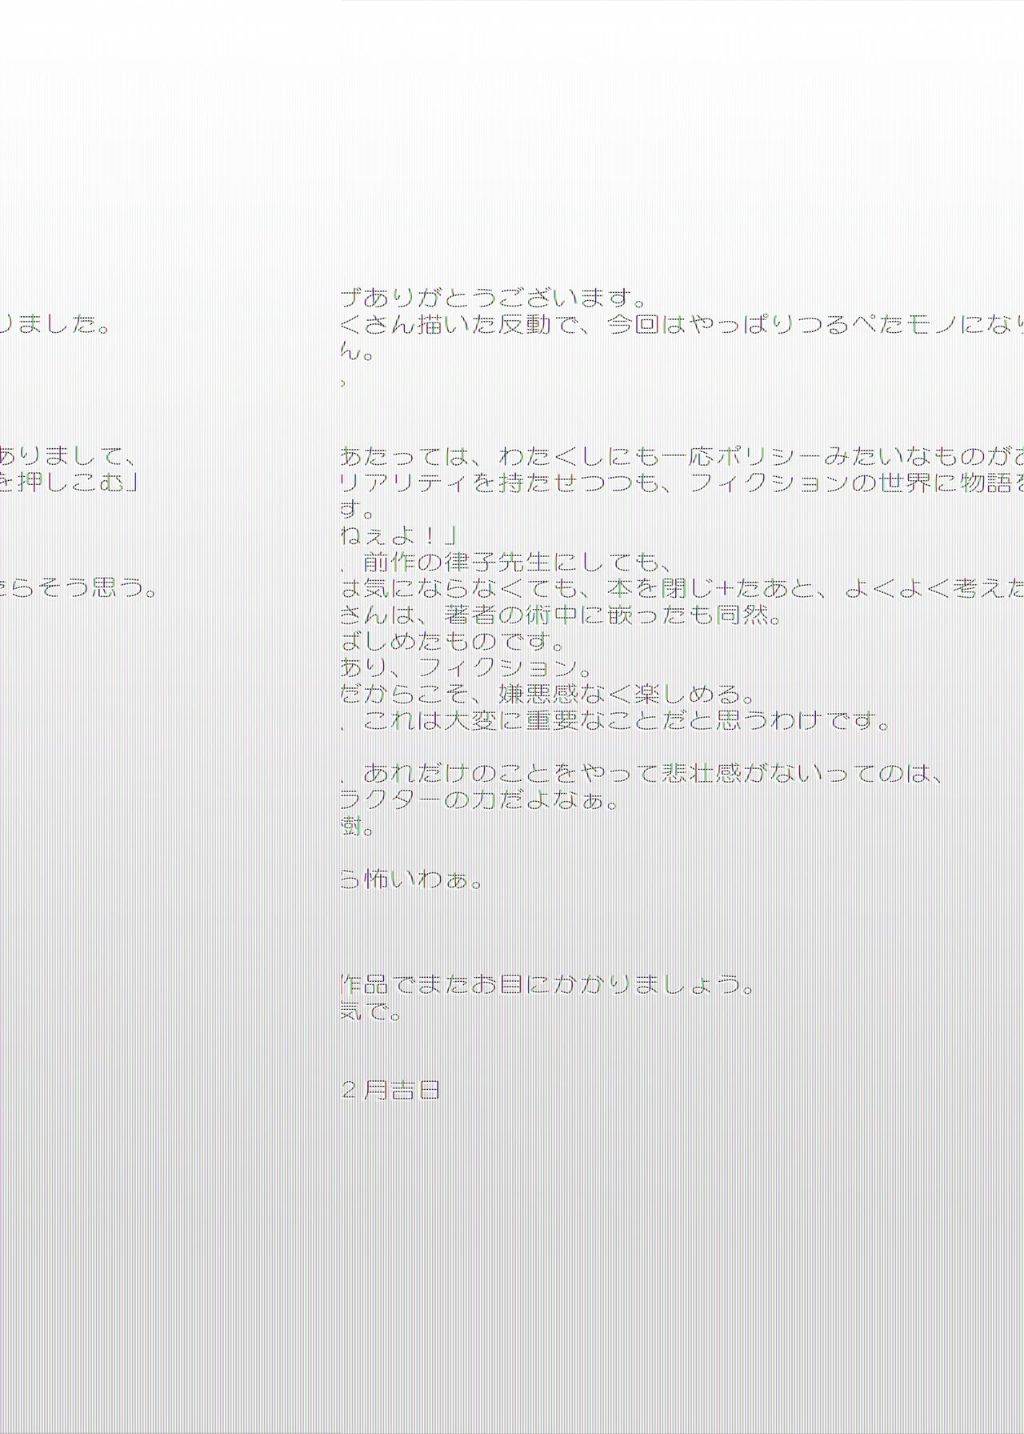 ブありがとうございます。
くさん描いた反動で、今回はやっぱりつるぺたモノになりました。
ん。
。
あたっては、わたくしにも一応ポリシーみたいなものがありまして、
リアリティを持たせつつも、フィクションの世界に物語を押しこむ」
す。
ねぇよ！」
、前作の律子先生にしても、
は気にならなくても、本を閉じ+たあと、よくよく考えたらそう思う。
さんは、著者の術中に嵌ったも同然。
ばしめたものです。
あり、フィクション。
だからこそ、嫌悪感なく楽しめる。
、これは大変に重要なことだと思うわけです。
、あれだけのことをやって悲壮感がないってのは、
ラクターの力だよなぁ。
樹。
う怖いわぁ。
作品でまたお目にかかりましょう。
気で。
２月吉日